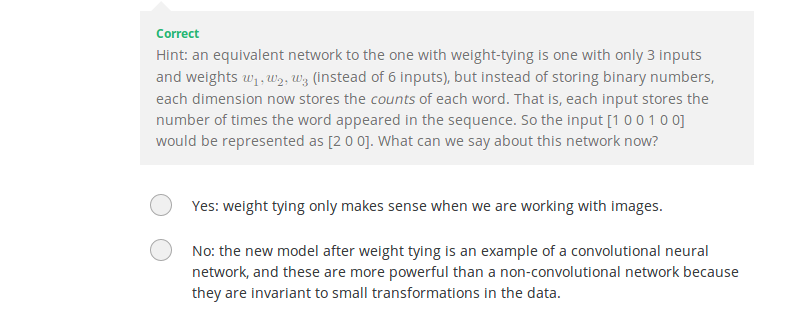 Correct
Hint: an equivalent network to the one with weight-tying is one with only 3 inputs
and weights w₁, w₂, w₃ (instead of 6 inputs), but instead of storing binary numbers,
each dimension now stores the counts of each word. That is, each input stores the
number of times the word appeared in the sequence. So the input [1 0 0 1 0 0]
would be represented as [2 0 0]. What can we say about this network now?
Yes: weight tying only makes sense when we are working with images.
No: the new model after weight tying is an example of a convolutional neural
network, and these are more powerful than a non-convolutional network because
they are invariant to small transformations in the data.